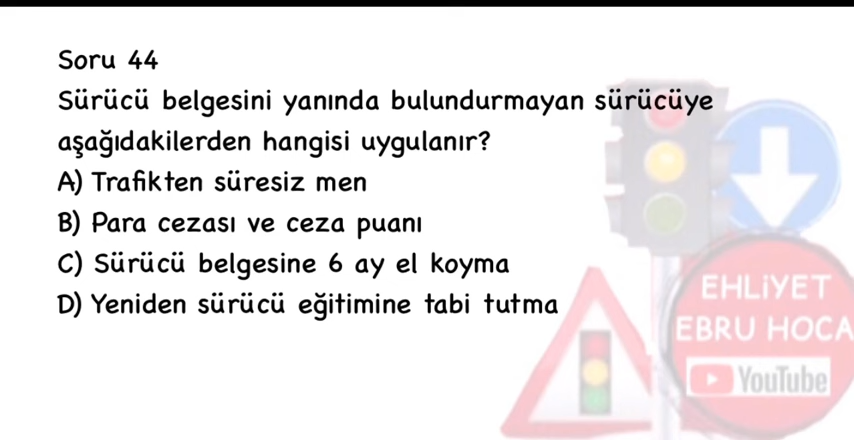 Soru 44
Sürücü belgesini yanında bulundurmayan sürücüye
aşağıdakilerden hangisi uygulanır?
A) Trafikten süresiz men
B) Para cezası ve ceza puanı
C) Sürücü belgesine 6 ay el koyma
D) Yeniden sürücü eğitimine tabi tutma
EHLİYET
EBRU HOCA
YouTube